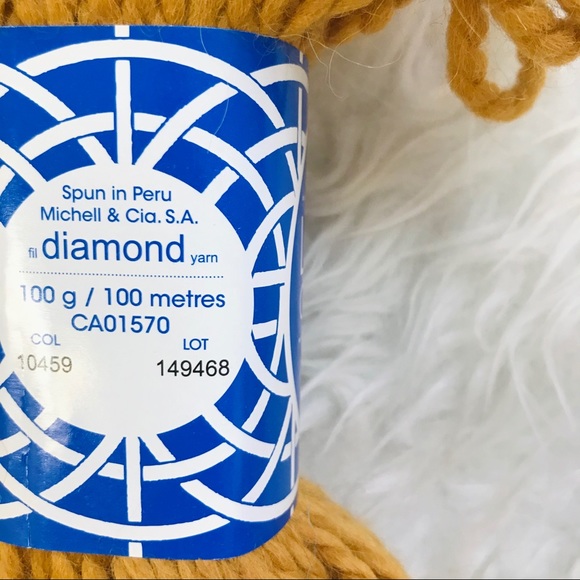 Spun in Peru
Michell & Cia. S.A.
fil diamond yarn
100 g / 100 metres
CA01570
COL LOT
10459 149468